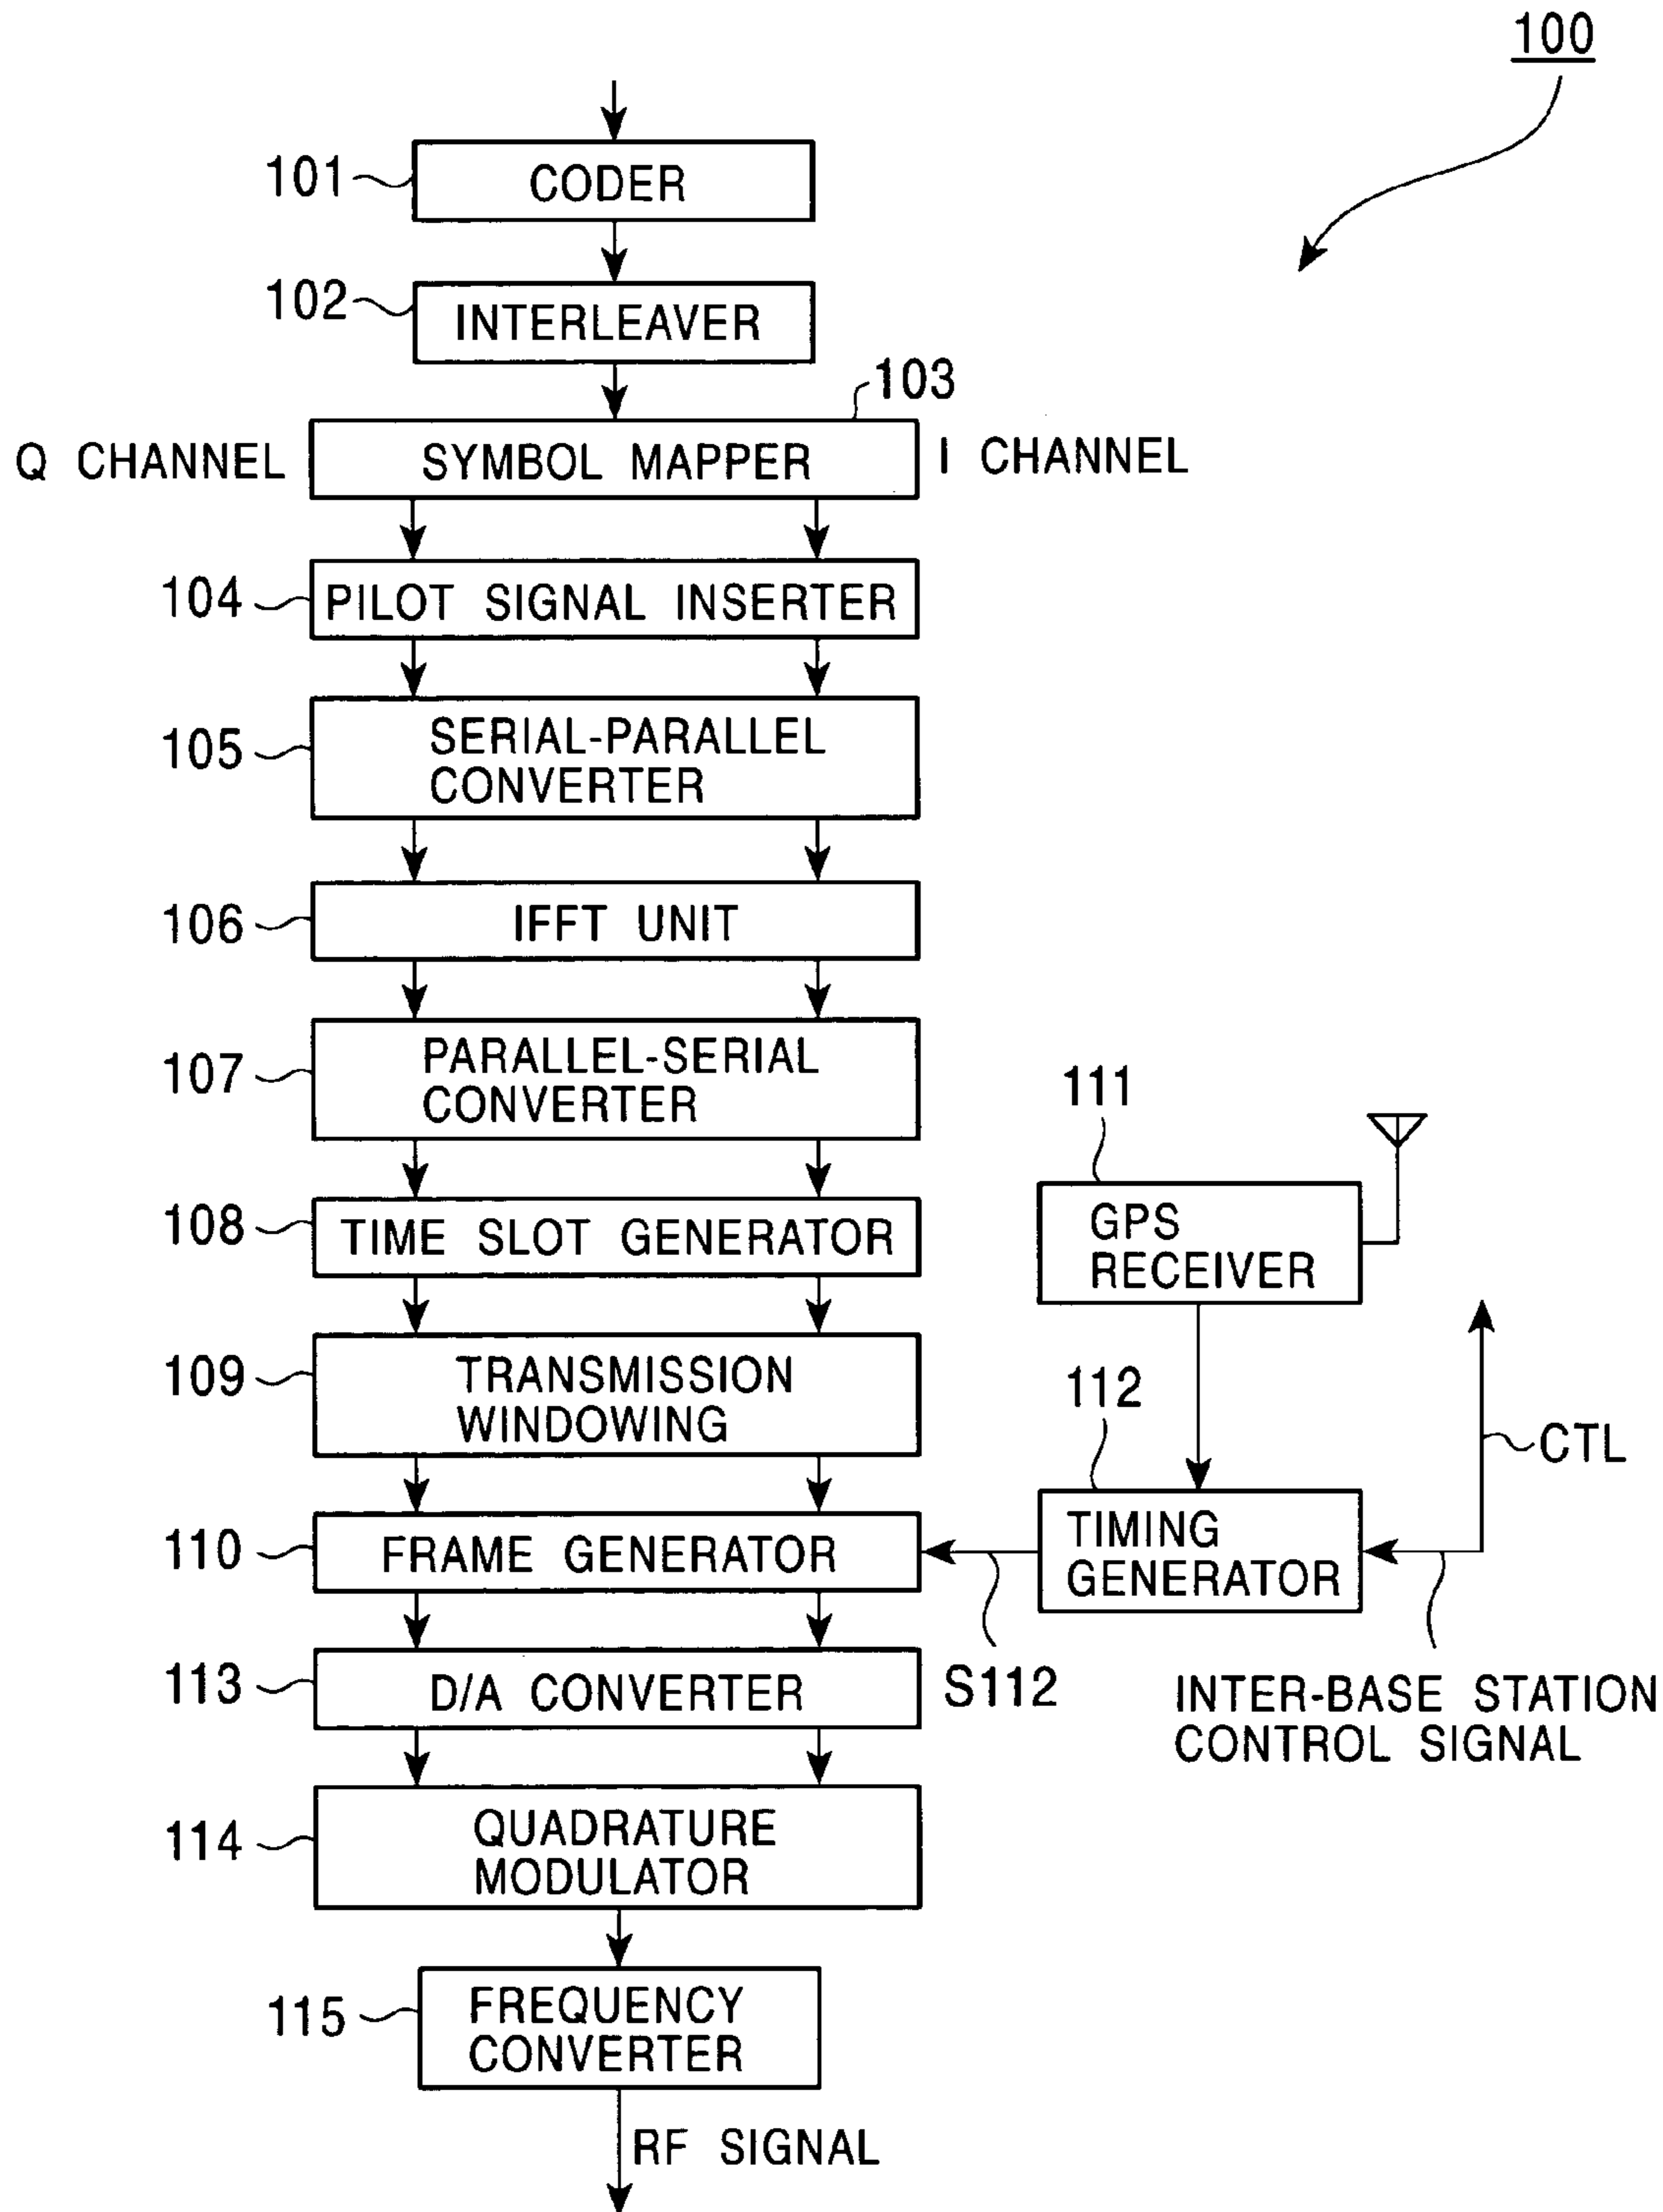 100
101
CODER
102
INTERLEAVER
103
Q CHANNEL
SYMBOL MAPPER
I CHANNEL
104
PILOT SIGNAL INSERTER
105
SERIAL-PARALLEL
CONVERTER
106
IFFT UNIT
107
PARALLEL-SERIAL
CONVERTER
108
TIME SLOT GENERATOR
111
GPS
RECEIVER
109
TRANSMISSION
WINDOWING
112
CTL
110
FRAME GENERATOR
TIMING
GENERATOR
113
D/A CONVERTER
S112
INTER-BASE STATION
CONTROL SIGNAL
114
QUADRATURE
MODULATOR
115
FREQUENCY
CONVERTER
RF SIGNAL